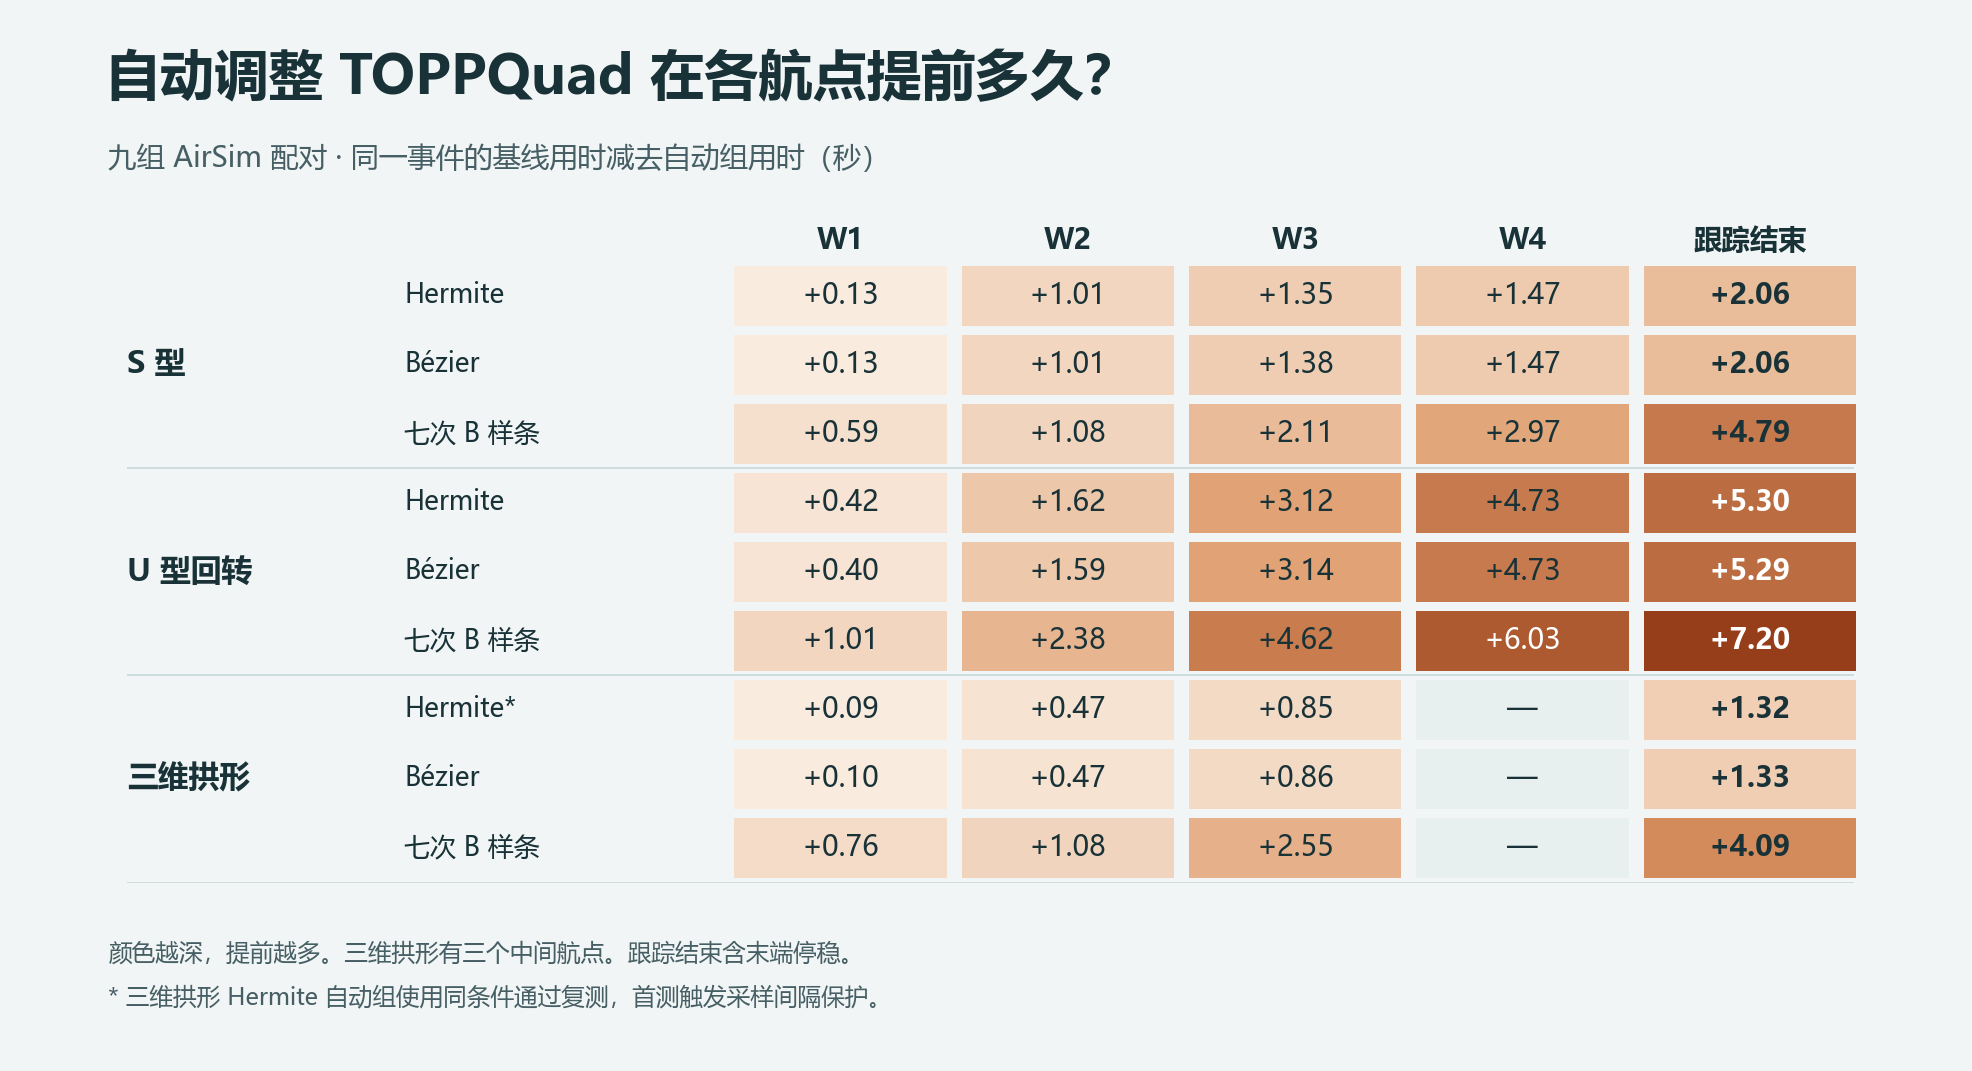 自动调整 TOPPQuad 在各航点提前多久？
九组 AirSim 配对 · 同一事件的基线用时减去自动组用时（秒）
W1 W2 W3 W4 跟踪结束
Hermite +0.13 +1.01 +1.35 +1.47 +2.06
S 型 Bézier +0.13 +1.01 +1.38 +1.47 +2.06
七次 B 样条 +0.59 +1.08 +2.11 +2.97 +4.79
Hermite +0.42 +1.62 +3.12 +4.73 +5.30
U 型回转 Bézier +0.40 +1.59 +3.14 +4.73 +5.29
七次 B 样条 +1.01 +2.38 +4.62 +6.03 +7.20
Hermite* +0.09 +0.47 +0.85 — +1.32
三维拱形 Bézier +0.10 +0.47 +0.86 — +1.33
七次 B 样条 +0.76 +1.08 +2.55 — +4.09
颜色越深，提前越多。三维拱形有三个中间航点。跟踪结束含末端停稳。
* 三维拱形 Hermite 自动组使用同条件通过复测，首测触发采样间隔保护。